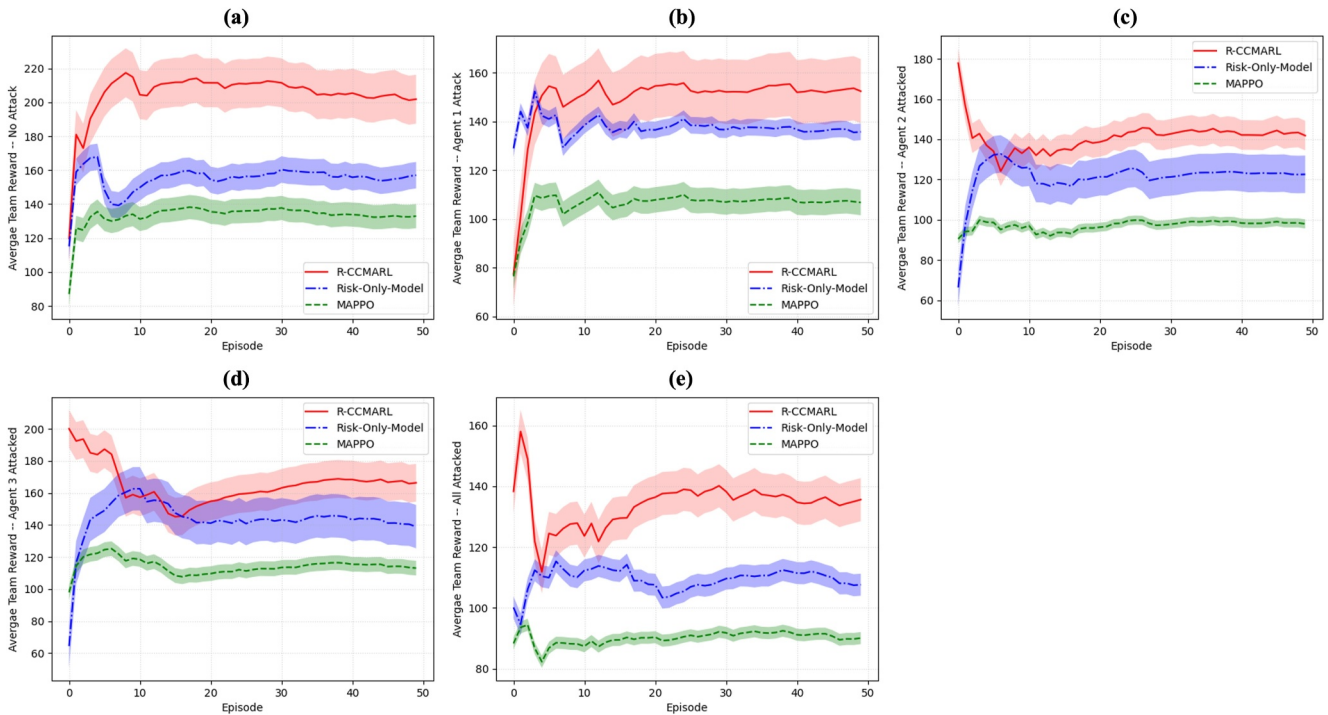 (a)
Avergae Team Reward -- No Attack
220
200
180
160
140
120
100
80
0
10
20
30
40
50
Episode
R-CCMARL
Risk-Only-Model
MAPPO
(b)
Avergae Team Reward -- Agent 1 Attack
160
140
120
100
80
60
0
10
20
30
40
50
Episode
R-CCMARL
Risk-Only-Model
MAPPO
(c)
Avergae Team Reward -- Agent 2 Attacked
180
160
140
120
100
80
60
0
10
20
30
40
50
Episode
R-CCMARL
Risk-Only-Model
MAPPO
(d)
Avergae Team Reward -- Agent 3 Attacked
200
180
160
140
120
100
80
60
0
10
20
30
40
50
Episode
R-CCMARL
Risk-Only-Model
MAPPO
(e)
Avergae Team Reward -- All Attacked
160
140
120
100
80
0
10
20
30
40
50
Episode
R-CCMARL
Risk-Only-Model
MAPPO